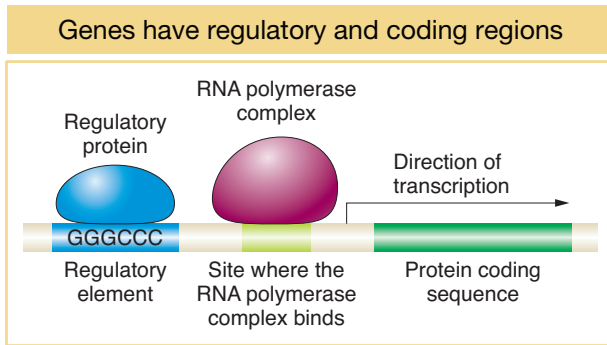 Genes have regulatory and coding regions
RNA polymerase
complex
Regulatory
protein
Direction of
transcription
GGGCCC
Regulatory
element
Site where the
RNA polymerase
complex binds
Protein coding
sequence